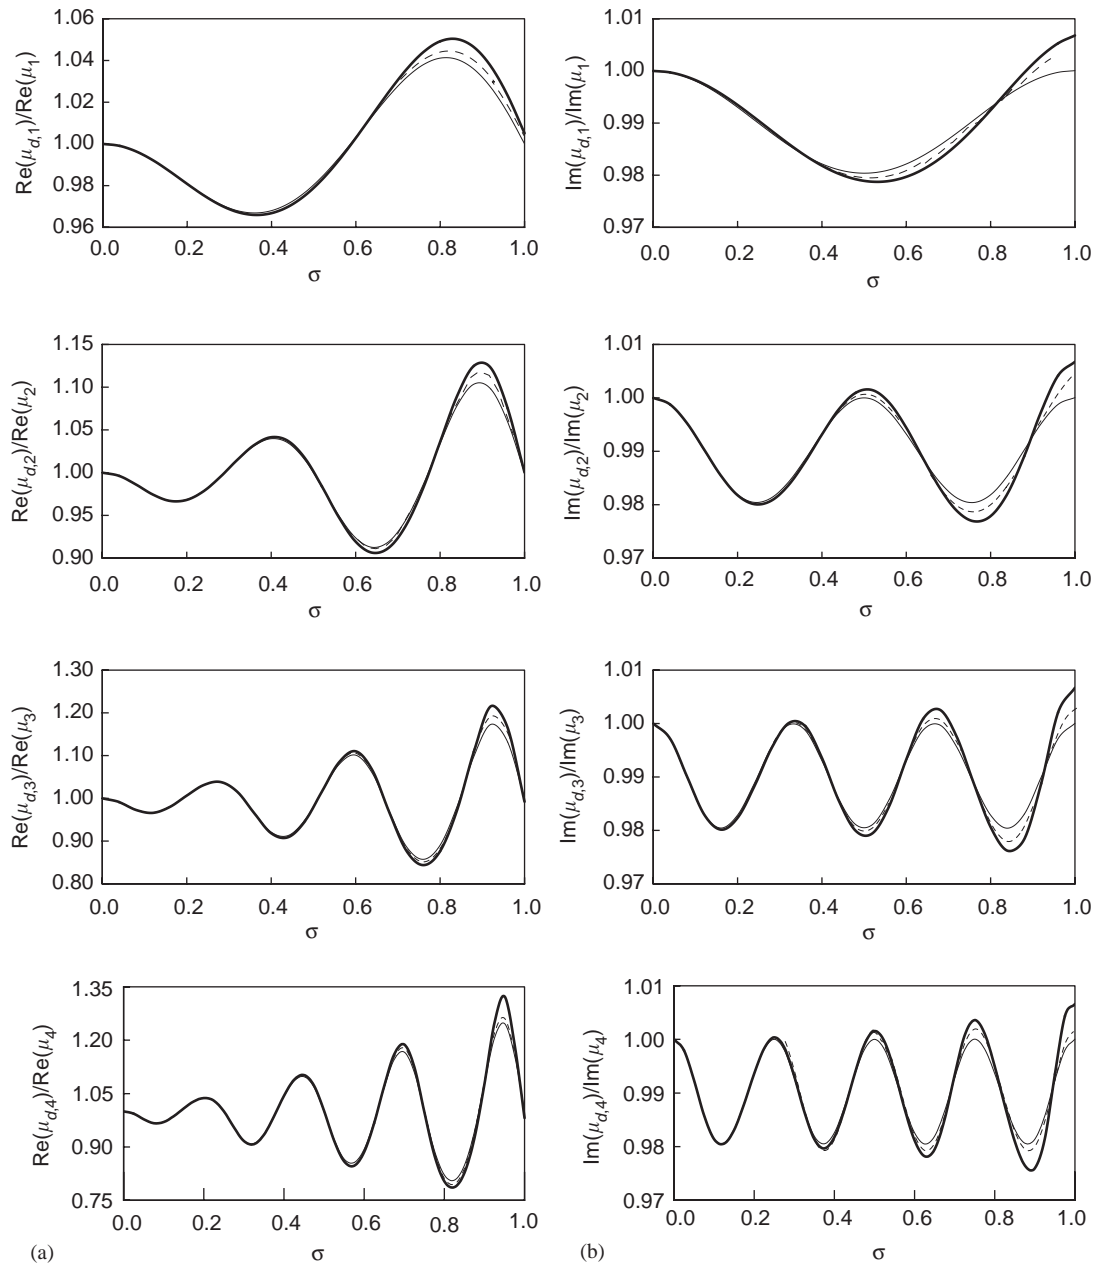 1.06
1.04
1.02
1.00
0.98
0.96
Re(μd,1)/Re(μ1)
0.0 0.2 0.4 0.6 0.8 1.0
σ
1.01
1.00
0.99
0.98
0.97
Im(μd,1)/Im(μ1)
0.0 0.2 0.4 0.6 0.8 1.0
σ
1.15
1.10
1.05
1.00
0.95
0.90
Re(μd,2)/Re(μ2)
0.0 0.2 0.4 0.6 0.8 1.0
σ
1.01
1.00
0.99
0.98
0.97
Im(μd,2)/Im(μ2)
0.0 0.2 0.4 0.6 0.8 1.0
σ
1.30
1.20
1.10
1.00
0.90
0.80
Re(μd,3)/Re(μ3)
0.0 0.2 0.4 0.6 0.8 1.0
σ
1.01
1.00
0.99
0.98
0.97
Im(μd,3)/Im(μ3)
0.0 0.2 0.4 0.6 0.8 1.0
σ
1.35
1.20
1.05
0.90
0.75
Re(μd,4)/Re(μ4)
0.0 0.2 0.4 0.6 0.8 1.0
(a)
σ
1.01
1.00
0.99
0.98
0.97
Im(μd,4)/Im(μ4)
0.0 0.2 0.4 0.6 0.8 1.0
(b)
σ